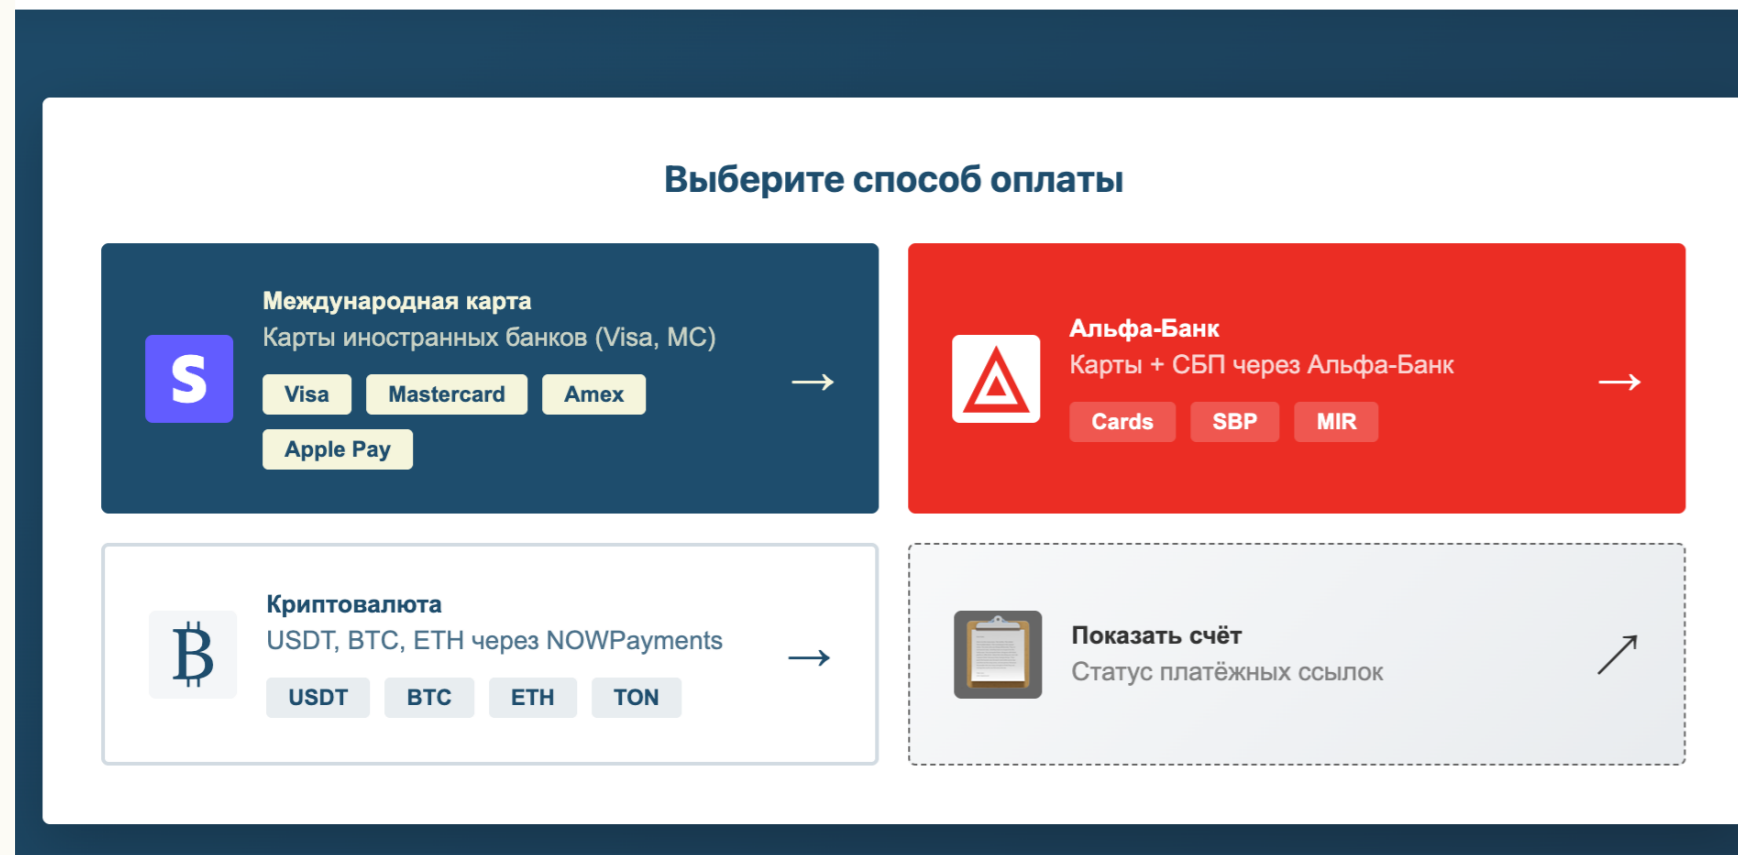 Выберите способ оплаты
Международная карта
Карты иностранных банков (Visa, MC)
Visa Mastercard Amex
Apple Pay
Альфа-Банк
Карты + СБП через Альфа-Банк
Cards SBP MIR
Криптовалюта
USDT, BTC, ETH через NOWPayments
USDT BTC ETH TON
Показать счёт
Статус платёжных ссылок